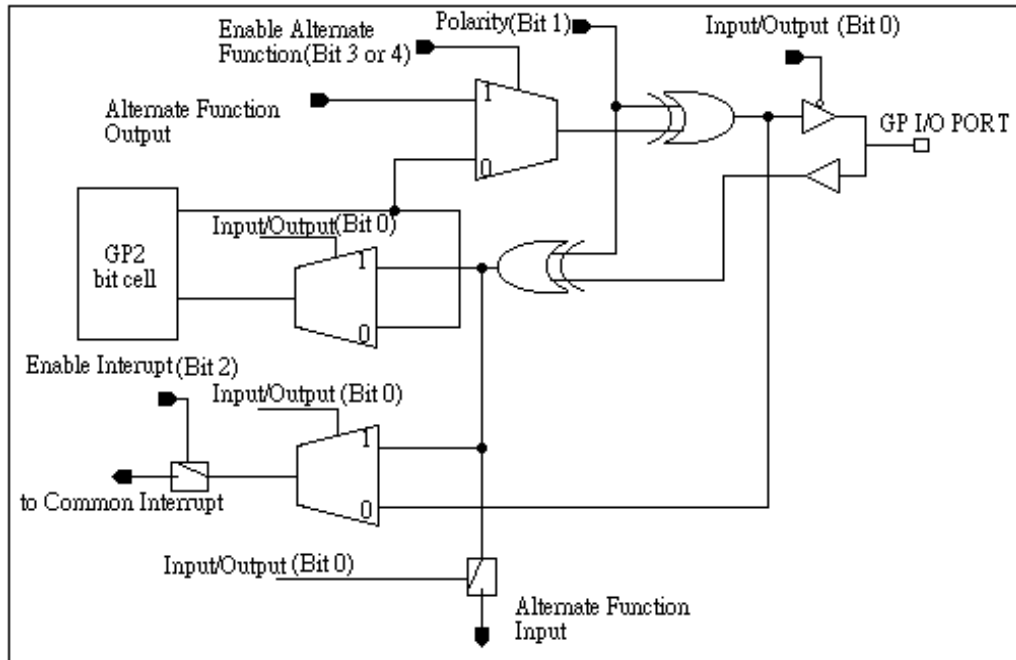 Polarity(Bit 1)
Input/Output (Bit 0)
Enable Alternate
Function(Bit 3 or 4)
1
Alternate Function
Output
GP I/O PORT
0
Input/Output(Bit 0)
GP2
bit cell
1
0
Enable Interupt(Bit 2)
Input/Output (Bit 0)
1
to Common Interrupt
0
Input/Output (Bit 0)
Alternate Function
Input